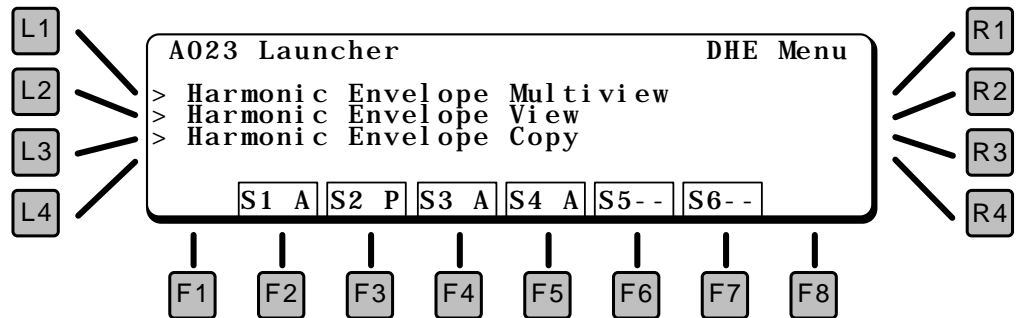 L1
R1
A023 Launcher DHE Menu
L2
> Harmonic Envelope Multiview
R2
> Harmonic Envelope View
L3
> Harmonic Envelope Copy
R3
L4
S1 A S2 P S3 A S4 A S5-- S6--
R4
F1 F2 F3 F4 F5 F6 F7 F8